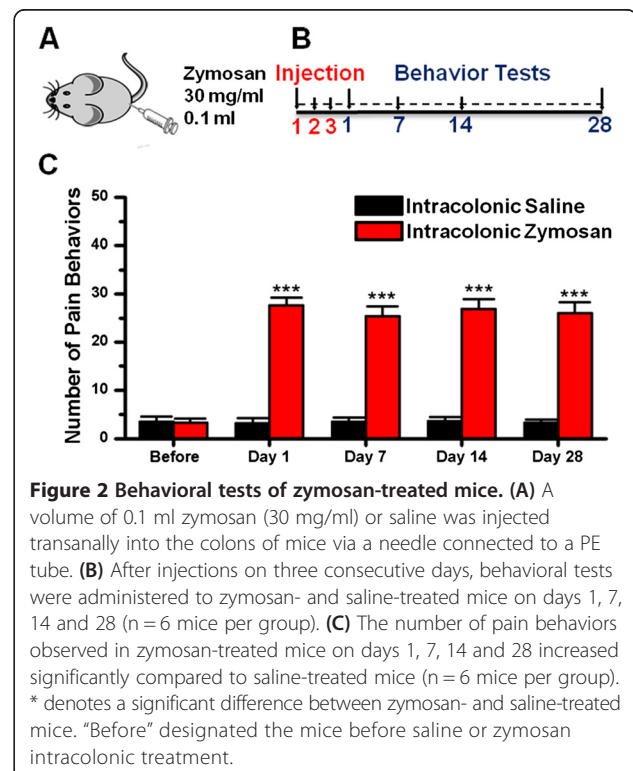 A
Zymosan
30 mg/ml
0.1 ml
B
Injection Behavior Tests
1 2 3 1 7 14 28
C
Number of Pain Behaviors
50
40
30
20
10
0
Intracolonic Saline
Intracolonic Zymosan
*** *** *** ***
Before Day 1 Day 7 Day 14 Day 28
Figure 2 Behavioral tests of zymosan-treated mice. (A) A
volume of 0.1 ml zymosan (30 mg/ml) or saline was injected
transanally into the colons of mice via a needle connected to a PE
tube. (B) After injections on three consecutive days, behavioral tests
were administered to zymosan- and saline-treated mice on days 1, 7,
14 and 28 (n = 6 mice per group). (C) The number of pain behaviors
observed in zymosan-treated mice on days 1, 7, 14 and 28 increased
significantly compared to saline-treated mice (n = 6 mice per group).
* denotes a significant difference between zymosan- and saline-treated
mice. “Before” designated the mice before saline or zymosan
intracolonic treatment.